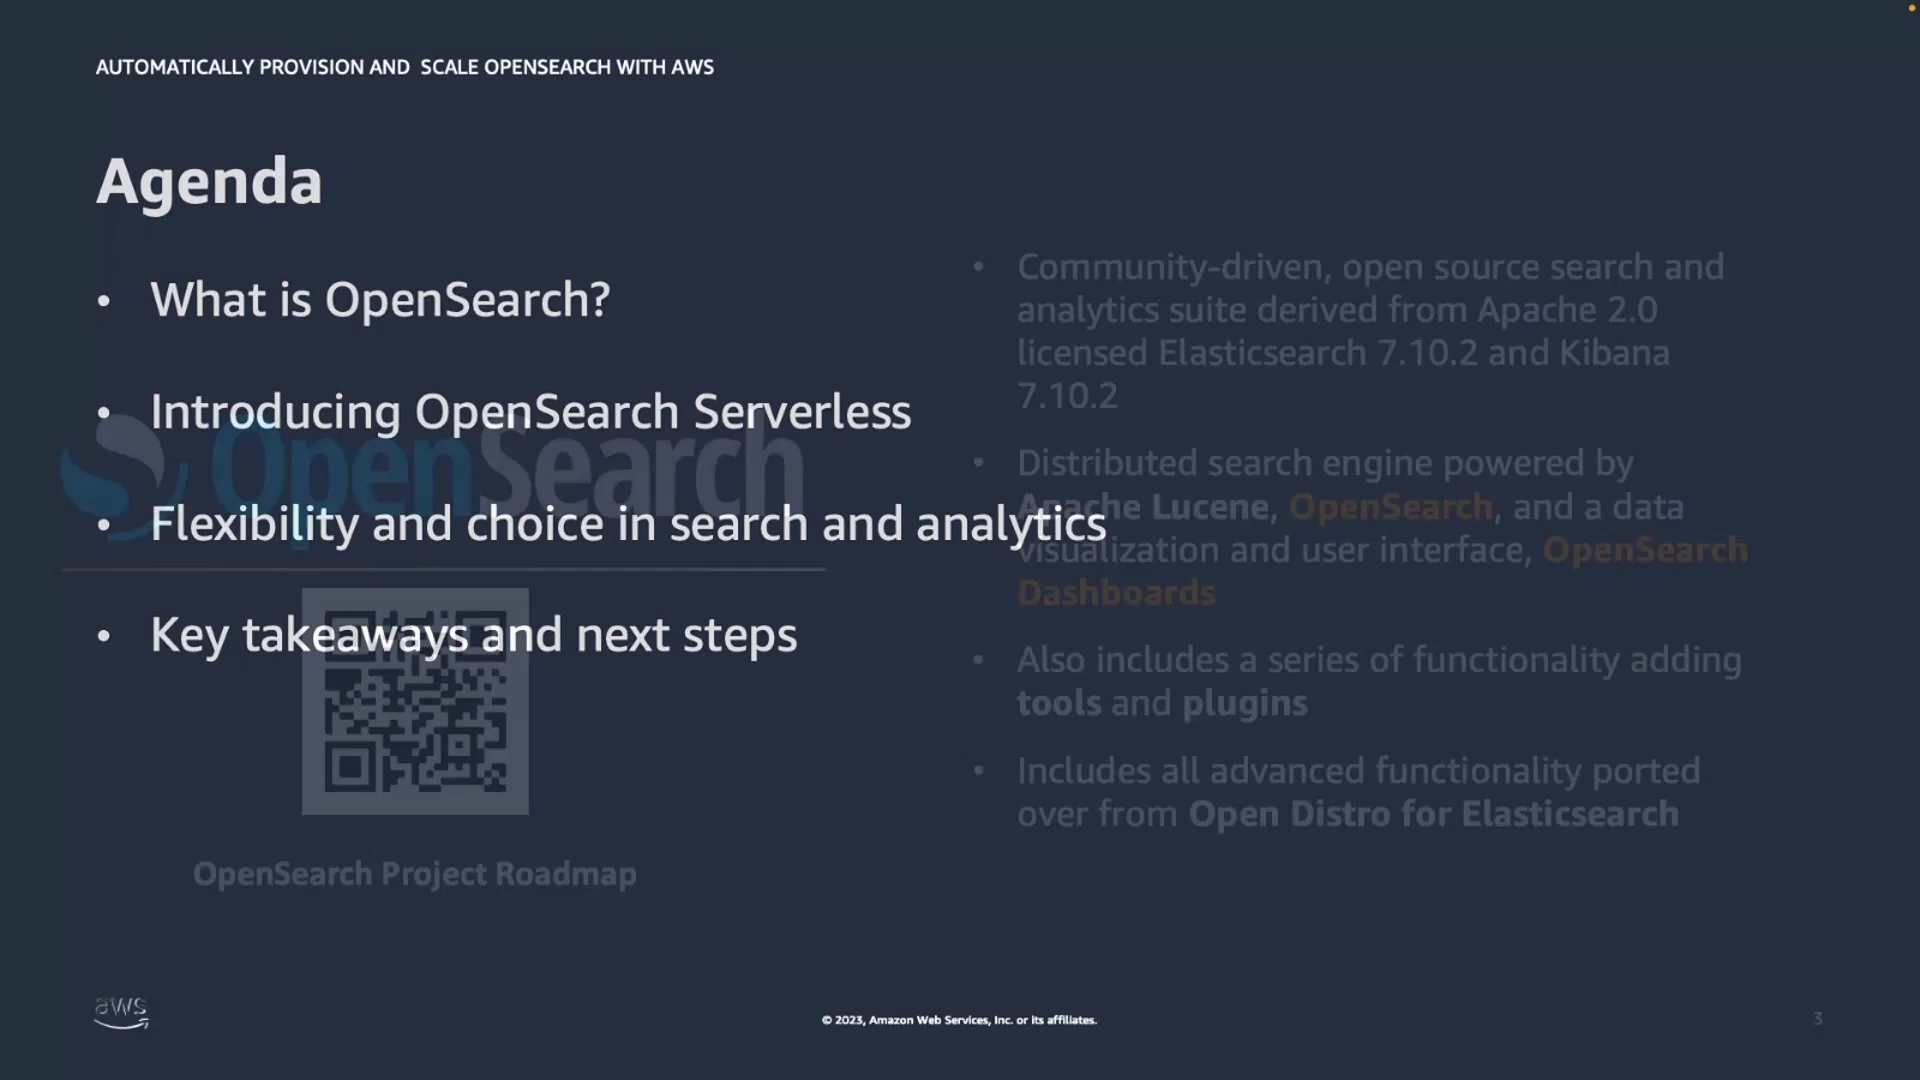 AUTOMATICALLY PROVISION AND SCALE OPENSEARCH WITH AWS
Agenda
• What is OpenSearch?
• Introducing OpenSearch Serverless
• Flexibility and choice in search and analytics
• Key takeaways and next steps
OpenSearch
OpenSearch Project Roadmap
• Community-driven, open source search and
analytics suite derived from Apache 2.0
licensed Elasticsearch 7.10.2 and Kibana
7.10.2
• Distributed search engine powered by
Apache Lucene, OpenSearch, and a data
visualization and user interface, OpenSearch
Dashboards
• Also includes a series of functionality adding
tools and plugins
• Includes all advanced functionality ported
over from Open Distro for Elasticsearch
aws
© 2023, Amazon Web Services, Inc. or its affiliates.
3